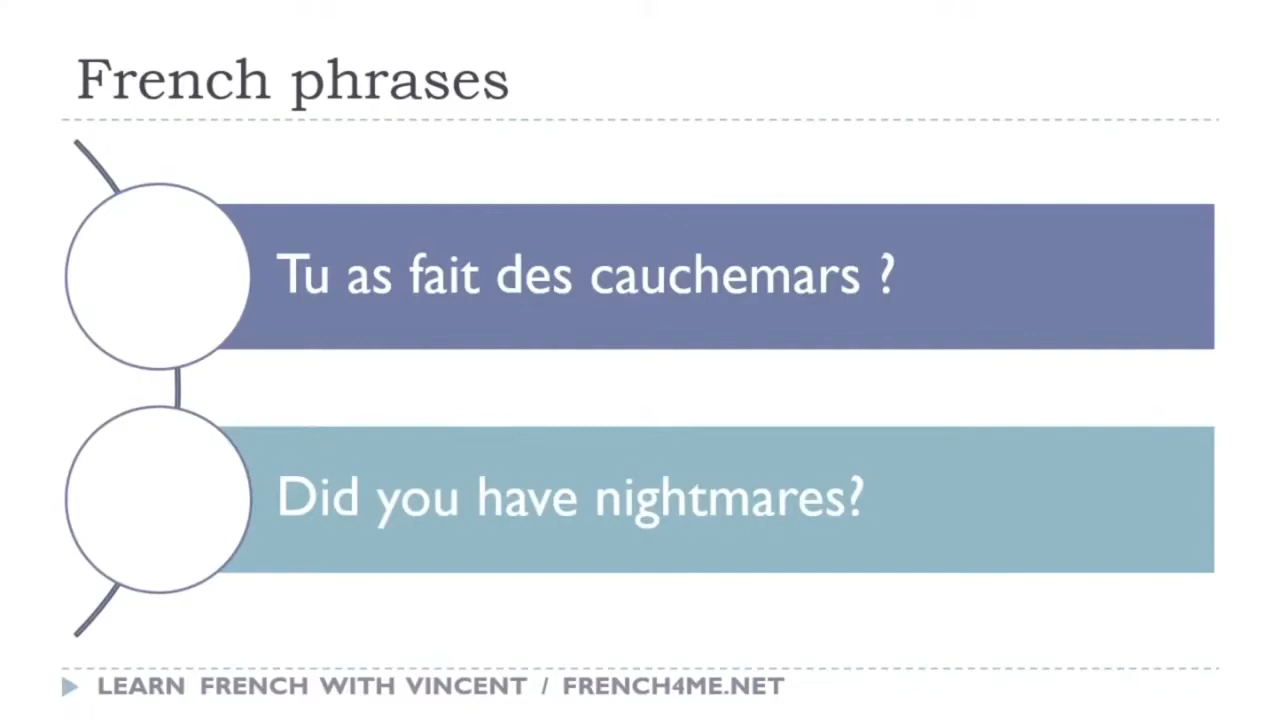 French phrases
Tu as fait des cauchemars ?
Did you have nightmares?
LEARN FRENCH WITH VINCENT / FRENCH4ME.NET